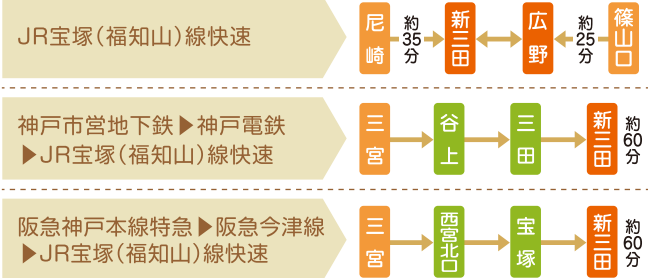 JR宝塚（福知山）線快速
尼崎
約35分
新三田
広野
約25分
篠山口
神戸市営地下鉄▶神戸電鉄
▶JR宝塚（福知山）線快速
三宮
谷上
三田
新三田
約60分
阪急神戸本線特急▶阪急今津線
▶JR宝塚（福知山）線快速
三宮
西宮北口
宝塚
新三田
約60分